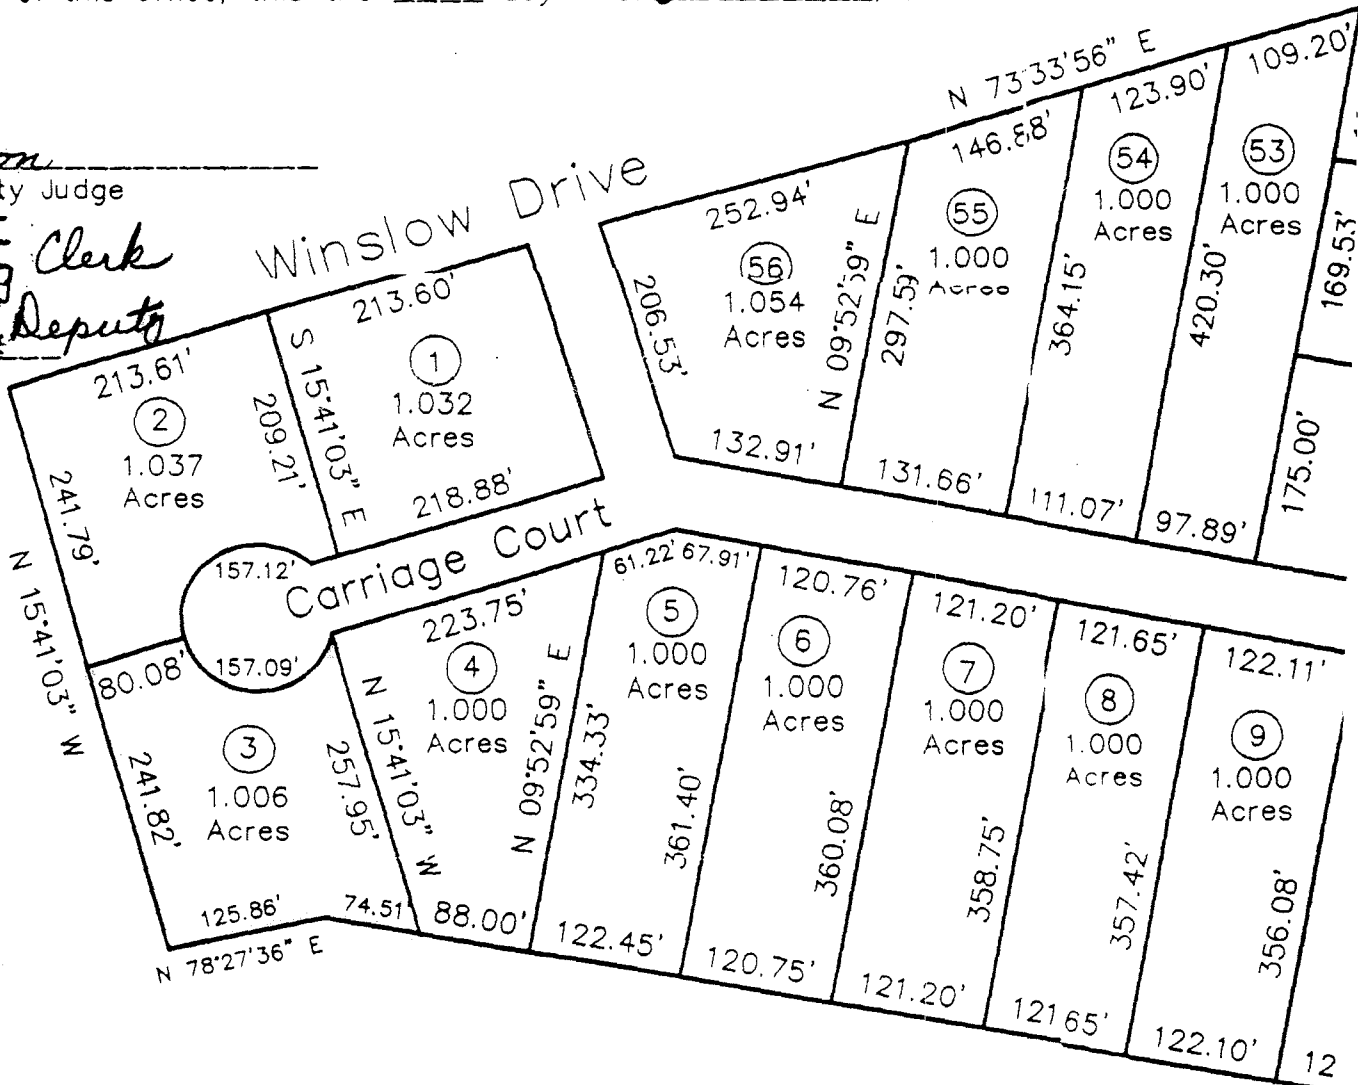 ty Judge
Clerk
Deputy
Winslow Drive
N 73°33'56" E
109.20'
123.90'
146.88'
252.94'
213.60'
213.61'
53
1.000
Acres
54
1.000
Acres
55
1.000
Acres
56
1.054
Acres
206.53'
N 09°52'59" E
297.59'
364.15'
420.30'
169.53'
175.00'
132.91'
131.66'
111.07'
97.89'
1
1.032
Acres
S 15°41'03" E
209.21'
218.88'
2
1.037
Acres
241.79'
N 15°41'03" W
157.12'
Carriage Court
157.09'
80.08'
3
1.006
Acres
241.82'
257.95'
125.86'
74.51'
N 78°27'36" E
223.75'
4
1.000
Acres
N 15°41'03" W
N 09°52'59" E
334.33'
88.00'
61.22' 67.91'
5
1.000
Acres
361.40'
122.45'
120.76'
6
1.000
Acres
360.08'
120.75'
121.20'
7
1.000
Acres
358.75'
121.20'
121.65'
8
1.000
Acres
357.42'
121.65'
122.11'
9
1.000
Acres
356.08'
122.10'
12